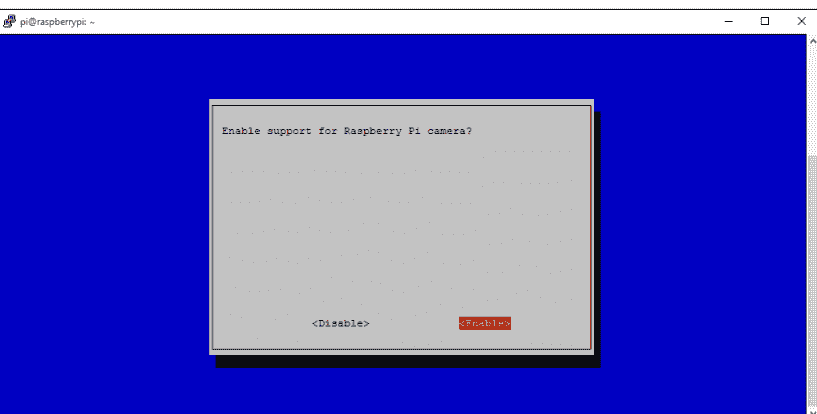 pi@raspberrypi: ~
Enable support for Raspberry Pi camera?
<Disable> <Enable>